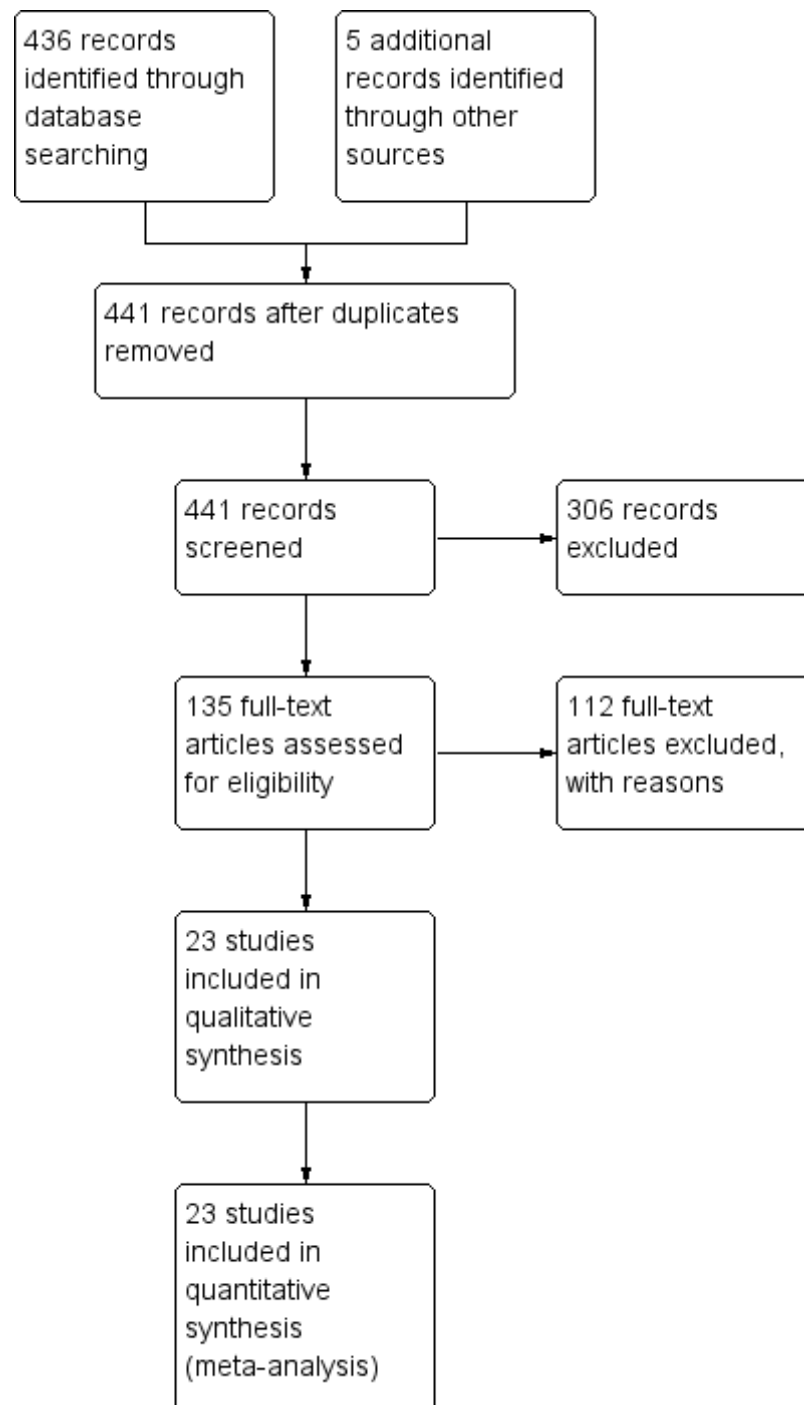 436 records
identified through
database
searching
5 additional
records identified
through other
sources
441 records after duplicates
removed
441 records
screened
306 records
excluded
135 full-text
articles assessed
for eligibility
112 full-text
articles excluded,
with reasons
23 studies
included in
qualitative
synthesis
23 studies
included in
quantitative
synthesis
(meta-analysis)